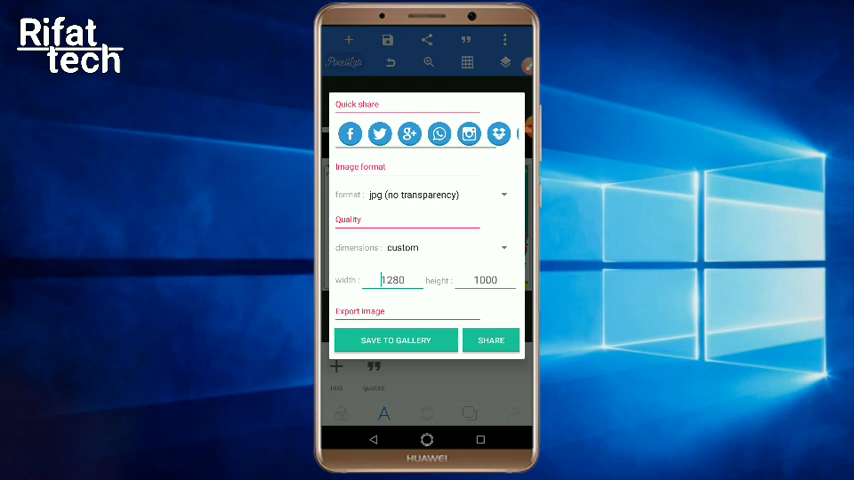 Rifat
tech
PixelLab
Quick share
Image format
format : jpg (no transparency)
Quality
dimensions : custom
width : 1280 height : 1000
Export image
SAVE TO GALLERY SHARE
text quotes
HUAWEI